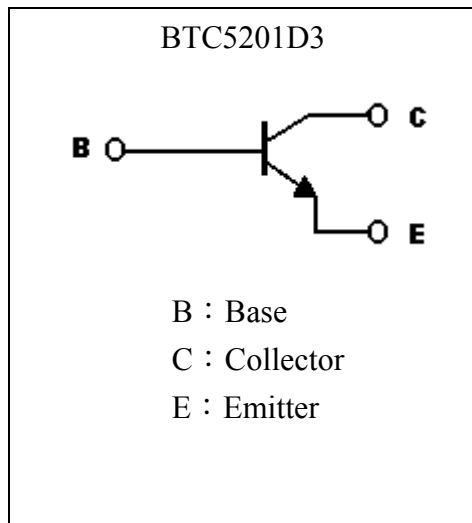 BTC5201D3
C
B
E
B：Base
C：Collector
E：Emitter